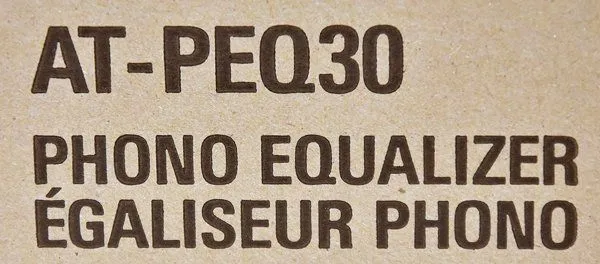 AT-PEQ30
PHONO EQUALIZER
ÉGALISEUR PHONO